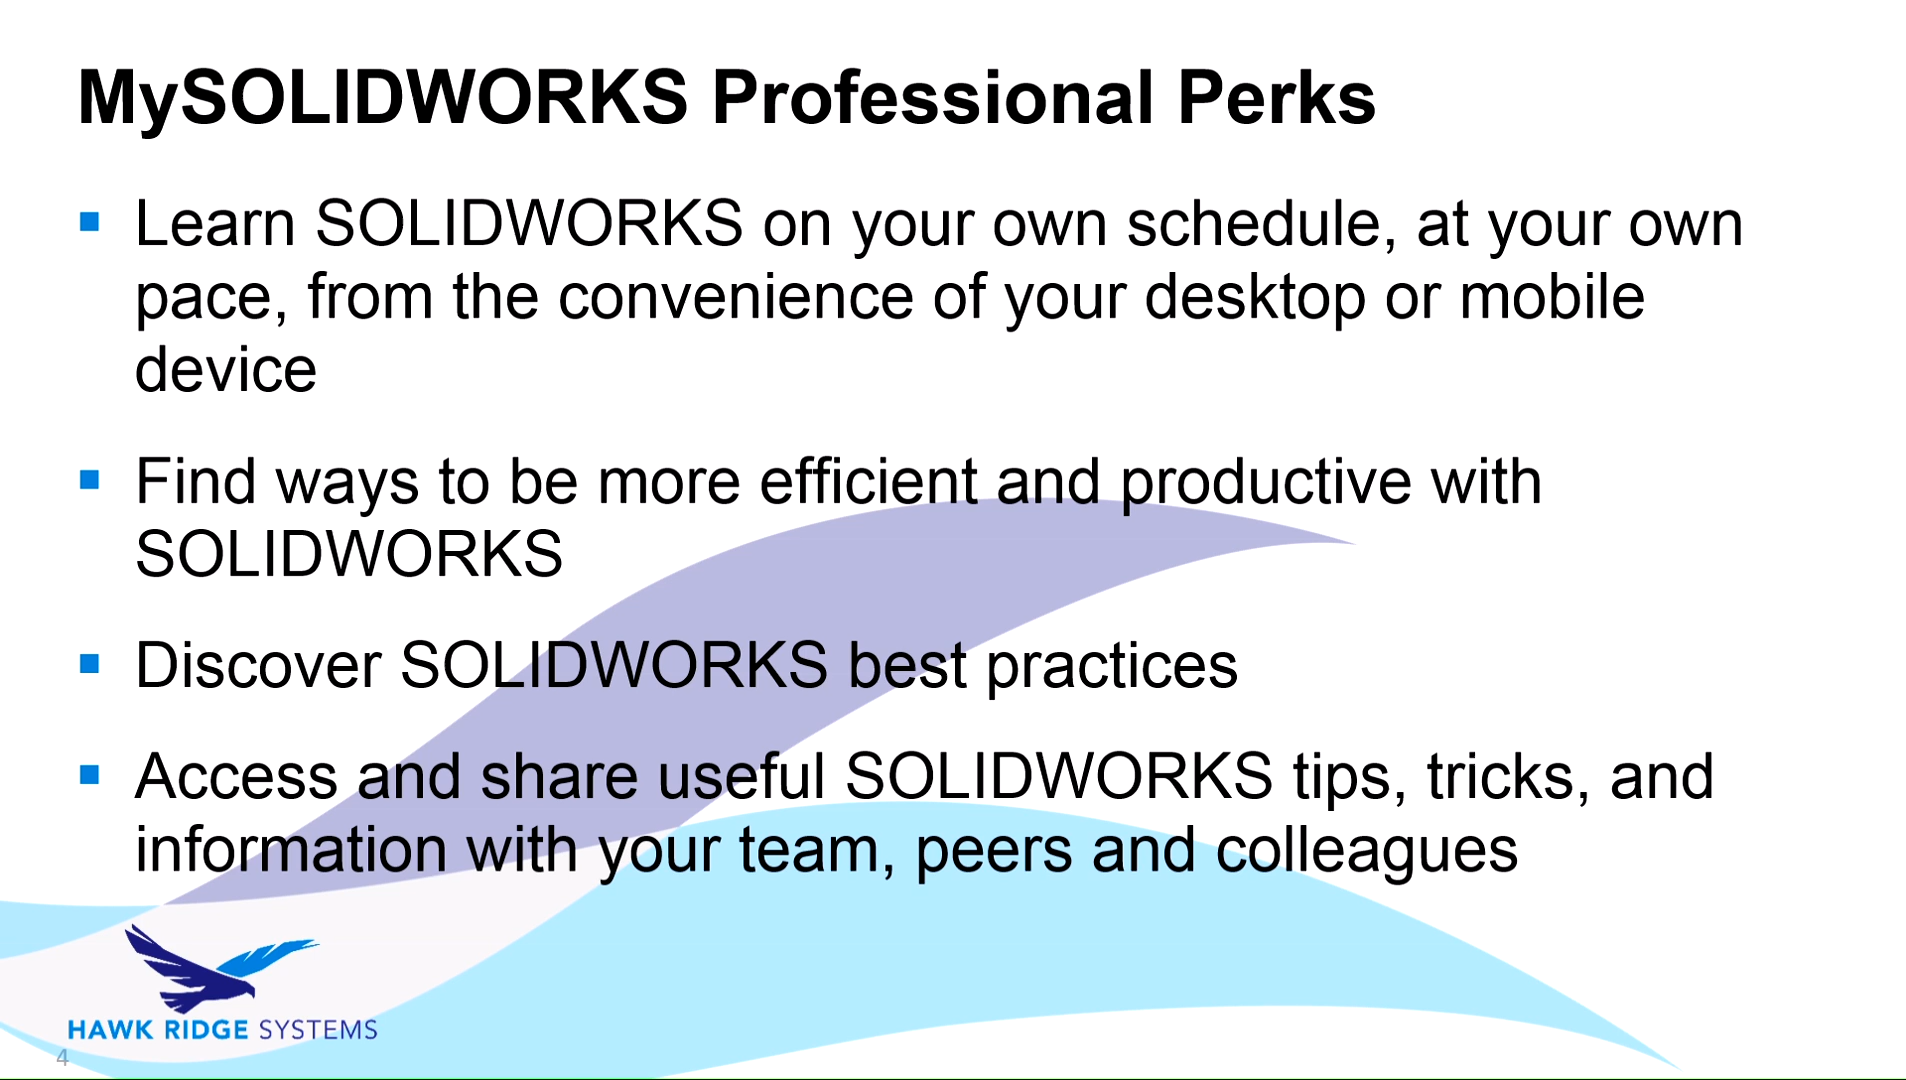 MySOLIDWORKS Professional Perks
Learn SOLIDWORKS on your own schedule, at your own
pace, from the convenience of your desktop or mobile
device
Find ways to be more efficient and productive with
SOLIDWORKS
Discover SOLIDWORKS best practices
Access and share useful SOLIDWORKS tips, tricks, and
information with your team, peers and colleagues
HAWK RIDGE SYSTEMS
4